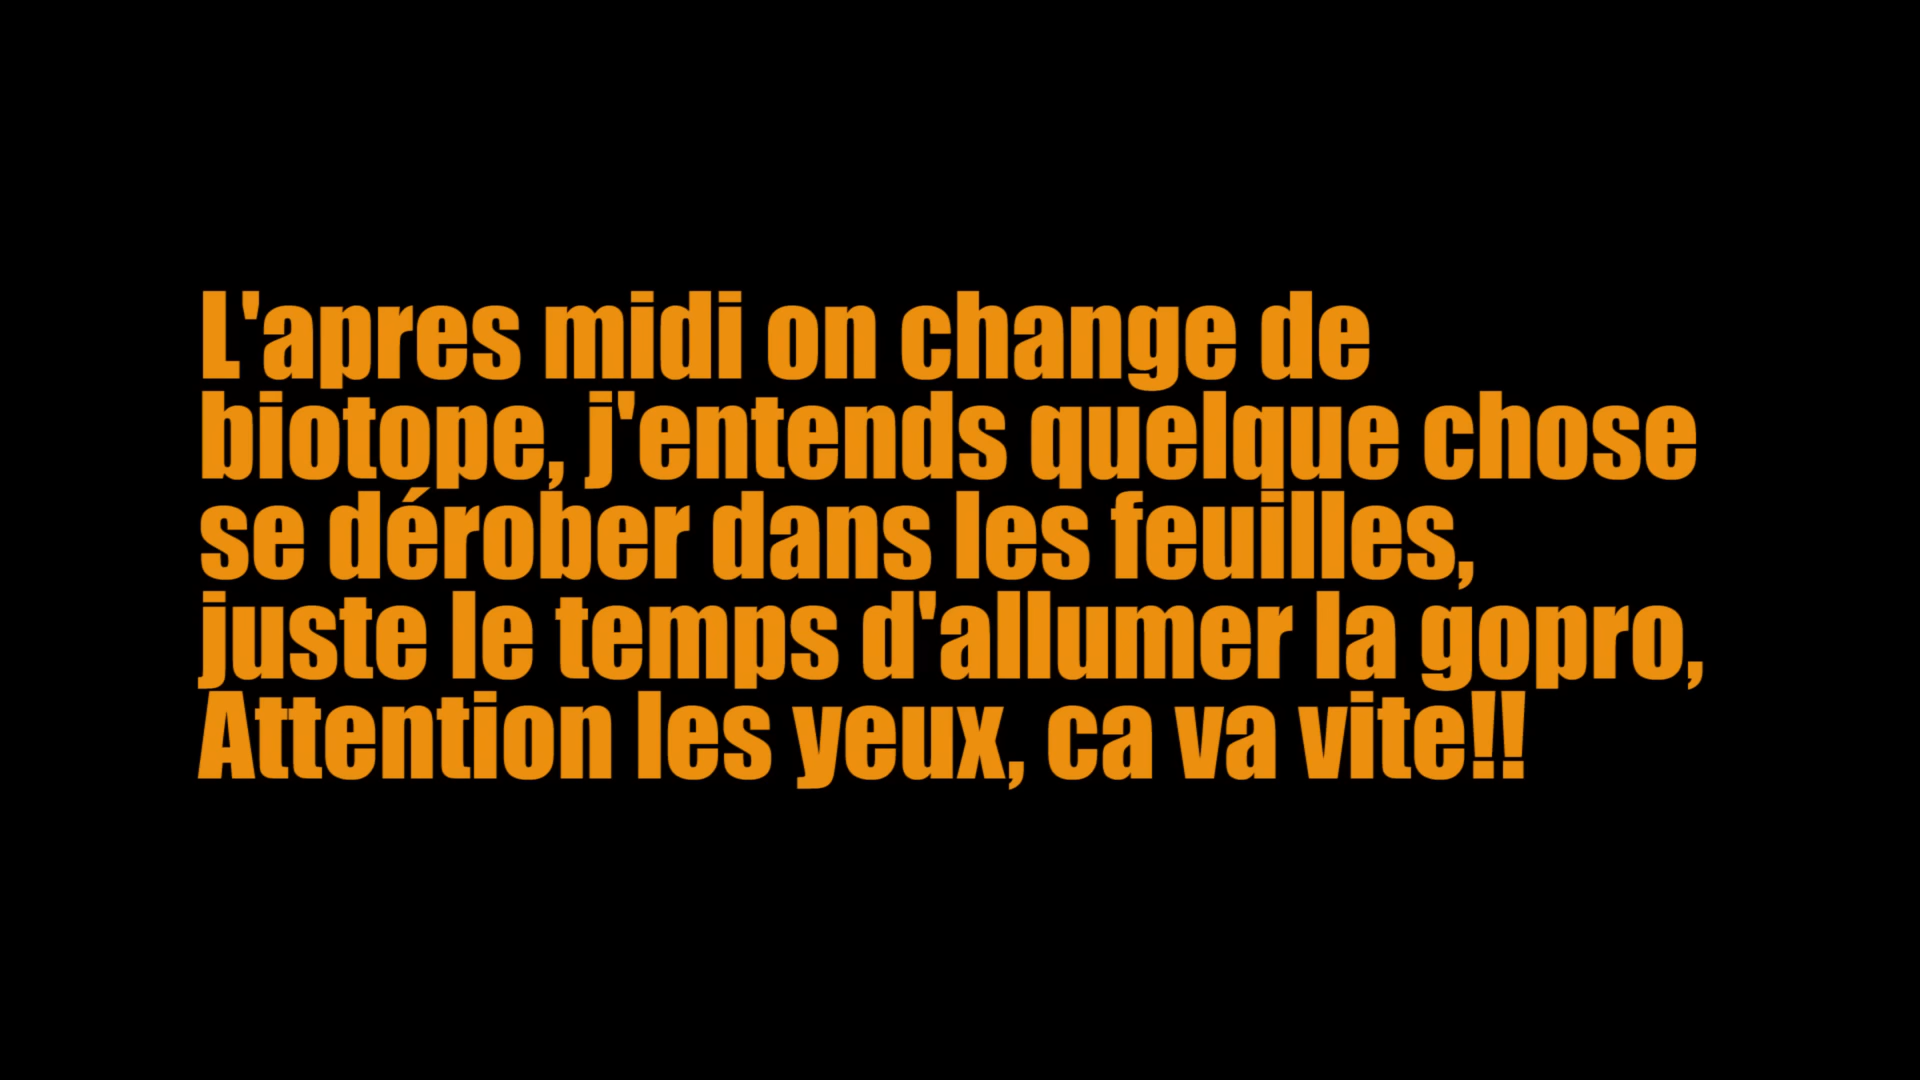 L'apres midi on change de
biotope, j'entends quelque chose
se dérober dans les feuilles,
juste le temps d'allumer la gopro,
Attention les yeux, ca va vite!!